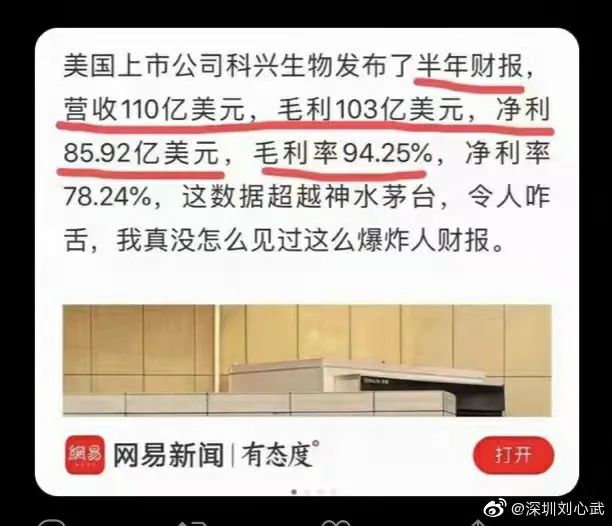 美国上市公司科兴生物发布了半年财报，
营收110亿美元，毛利103亿美元，净利
85.92亿美元，毛利率94.25%，净利率
78.24%，这数据超越神水茅台，令人咋
舌，我真没怎么见过这么爆炸人财报。
網易 网易新闻 | 有态度°
打开
@深圳刘心武